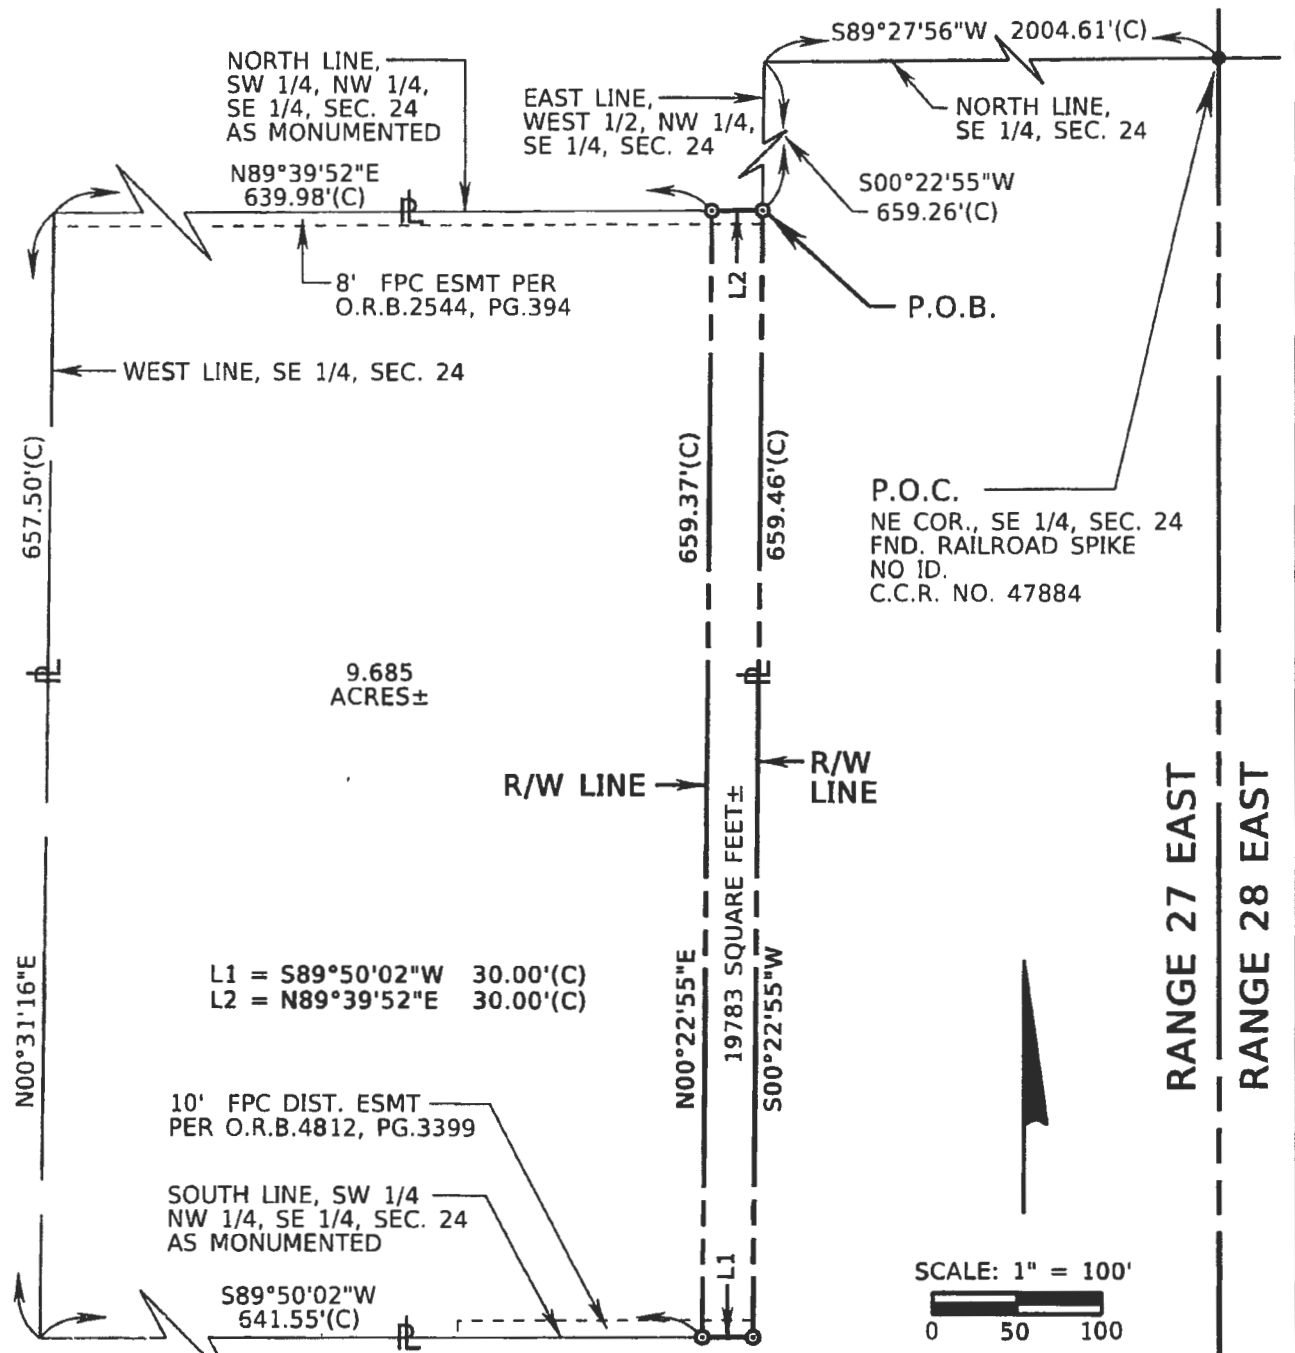 S89°27'56"W 2004.61'(C)
NORTH LINE,
SW 1/4, NW 1/4,
SE 1/4, SEC. 24
AS MONUMENTED
EAST LINE,
WEST 1/2, NW 1/4,
SE 1/4, SEC. 24
NORTH LINE,
SE 1/4, SEC. 24
N89°39'52"E
639.98'(C)
PL
S00°22'55"W
659.26'(C)
8' FPC ESMT PER
O.R.B.2544, PG.394
L2
P.O.B.
WEST LINE, SE 1/4, SEC. 24
657.50'(C)
659.37'(C)
659.46'(C)
P.O.C.
NE COR., SE 1/4, SEC. 24
FND. RAILROAD SPIKE
NO ID.
C.C.R. NO. 47884
PL
9.685
ACRES±
PL
R/W LINE
R/W
LINE
19783 SQUARE FEET±
RANGE 27 EAST
RANGE 28 EAST
N00°31'16"E
L1 = S89°50'02"W 30.00'(C)
L2 = N89°39'52"E 30.00'(C)
N00°22'55"E
S00°22'55"W
10' FPC DIST. ESMT
PER O.R.B.4812, PG.3399
SOUTH LINE, SW 1/4
NW 1/4, SE 1/4, SEC. 24
AS MONUMENTED
S89°50'02"W
641.55'(C)
PL
L1
SCALE: 1" = 100'
0 50 100